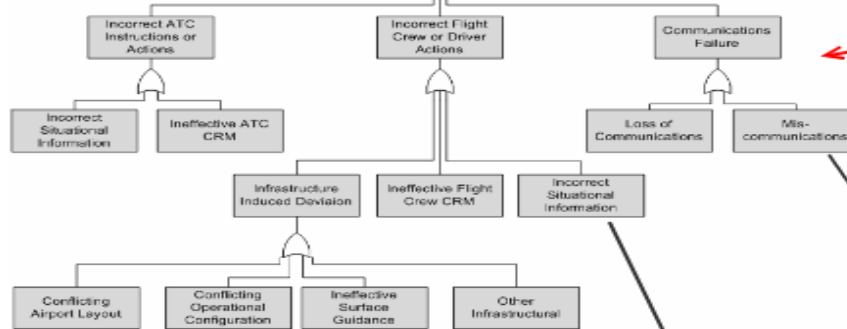 Incorrect ATC
Instructions or
Actions
Incorrect Flight
Crew or Driver
Actions
Communications
Failure
Incorrect
Situational
Information
Ineffective ATC
CRM
Loss of
Communications
Mis-
communications
Infrastructure
Induced Deviaion
Ineffective Flight
Crew CRM
Incorrect
Situational
Information
Conflicting
Airport Layout
Conflicting
Operational
Configuration
Ineffective
Surface
Guidance
Other
Infrastructural